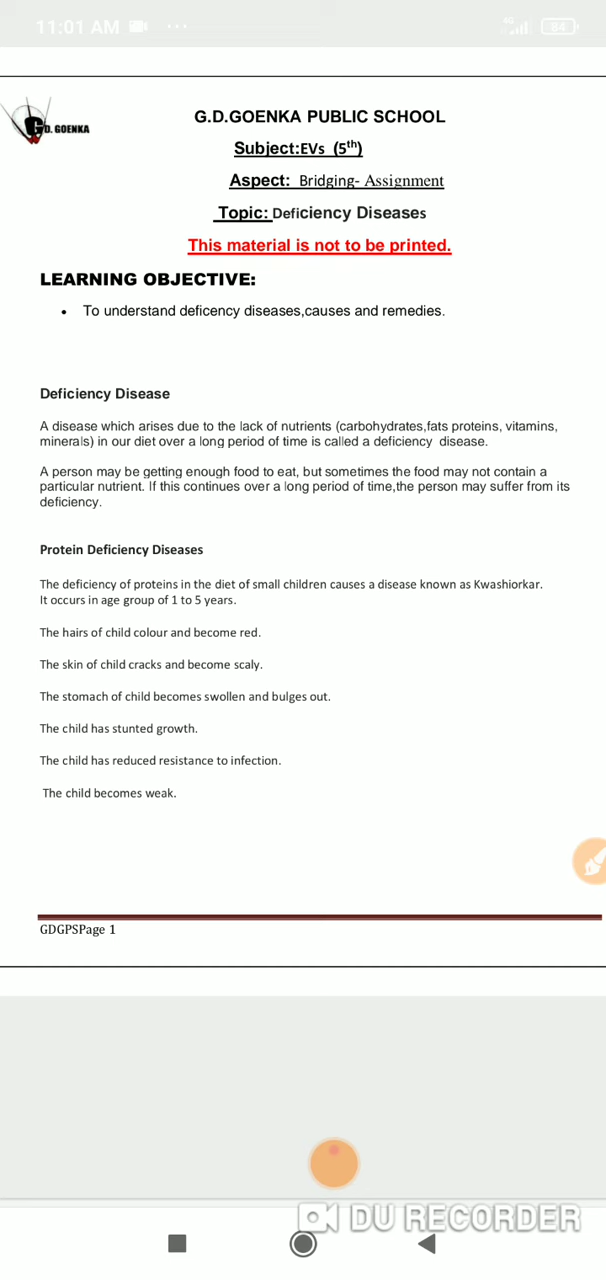 11:01 AM
4G
84
G.D. GOENKA
G.D.GOENKA PUBLIC SCHOOL
Subject:EVs (5th)
Aspect: Bridging- Assignment
Topic: Deficiency Diseases
This material is not to be printed.
LEARNING OBJECTIVE:
• To understand deficency diseases,causes and remedies.
Deficiency Disease
A disease which arises due to the lack of nutrients (carbohydrates,fats proteins, vitamins,
minerals) in our diet over a long period of time is called a deficiency disease.
A person may be getting enough food to eat, but sometimes the food may not contain a
particular nutrient. If this continues over a long period of time,the person may suffer from its
deficiency.
Protein Deficiency Diseases
The deficiency of proteins in the diet of small children causes a disease known as Kwashiorkar.
It occurs in age group of 1 to 5 years.
The hairs of child colour and become red.
The skin of child cracks and become scaly.
The stomach of child becomes swollen and bulges out.
The child has stunted growth.
The child has reduced resistance to infection.
The child becomes weak.
GDGPSPage 1
DU RECORDER